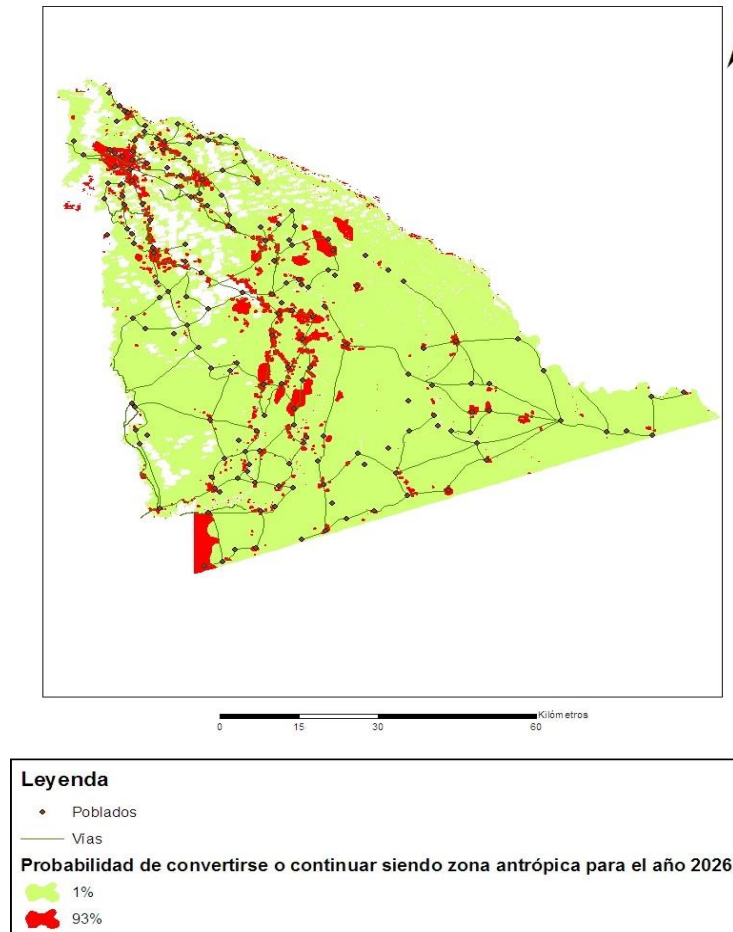 Kilómetros
0 15 30 60
Leyenda
Poblados
Vías
Probabilidad de convertirse o continuar siendo zona antrópica para el año 2026
1%
93%